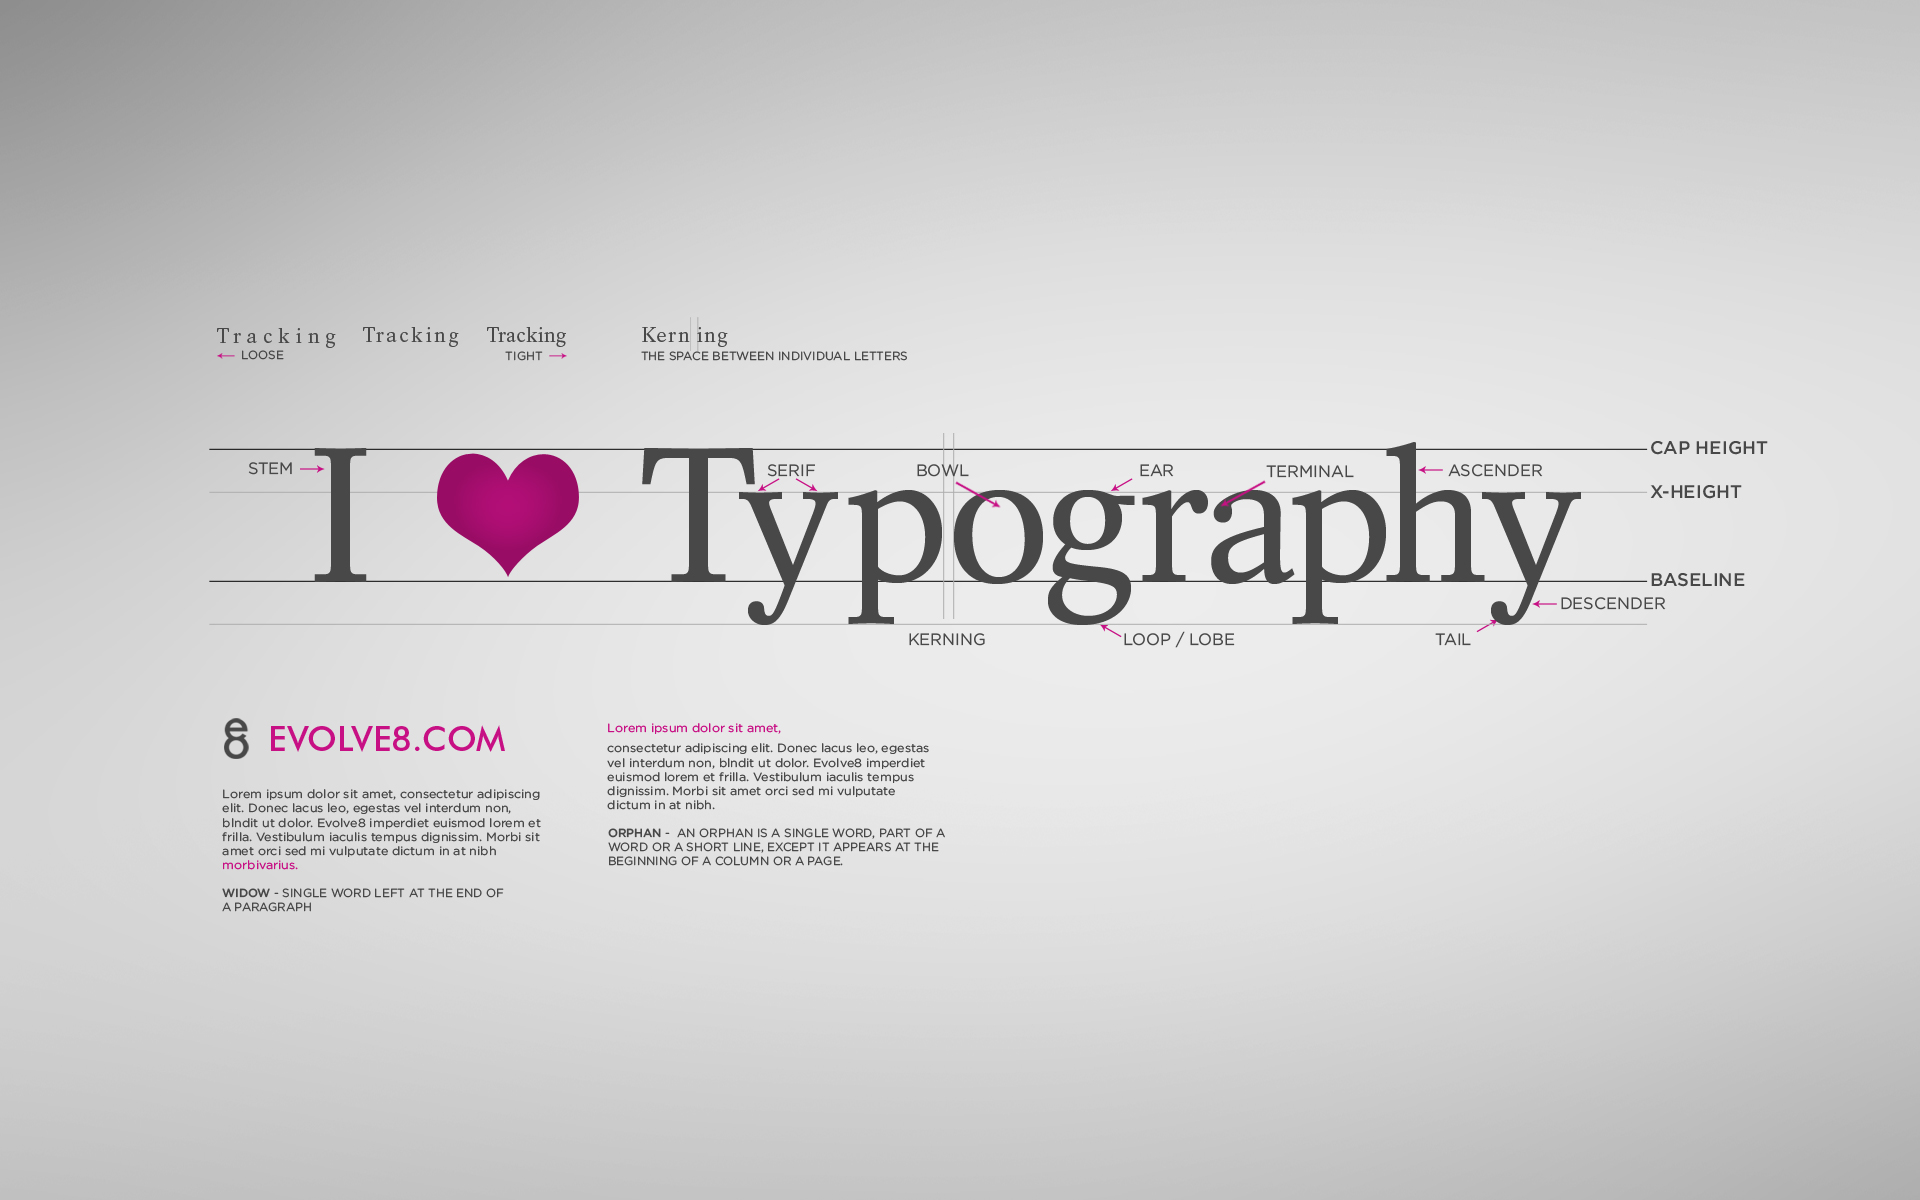 Tracking Tracking Tracking Kerning
LOOSE TIGHT THE SPACE BETWEEN INDIVIDUAL LETTERS
CAP HEIGHT
STEM SERIF BOWL EAR TERMINAL ASCENDER
X-HEIGHT
I ♥ Typography
BASELINE
DESCENDER
KERNING LOOP / LOBE TAIL
e8 EVOLVE8.COM
Lorem ipsum dolor sit amet, consectetur adipiscing
elit. Donec lacus leo, egestas vel interdum non,
blndit ut dolor. Evolve8 imperdiet euismod lorem et
frilla. Vestibulum iaculis tempus dignissim. Morbi sit
amet orci sed mi vulputate dictum in at nibh
morbivarius.
WIDOW - SINGLE WORD LEFT AT THE END OF
A PARAGRAPH
Lorem ipsum dolor sit amet,
consectetur adipiscing elit. Donec lacus leo, egestas
vel interdum non, blndit ut dolor. Evolve8 imperdiet
euismod lorem et frilla. Vestibulum iaculis tempus
dignissim. Morbi sit amet orci sed mi vulputate
dictum in at nibh.
ORPHAN - AN ORPHAN IS A SINGLE WORD, PART OF A
WORD OR A SHORT LINE, EXCEPT IT APPEARS AT THE
BEGINNING OF A COLUMN OR A PAGE.